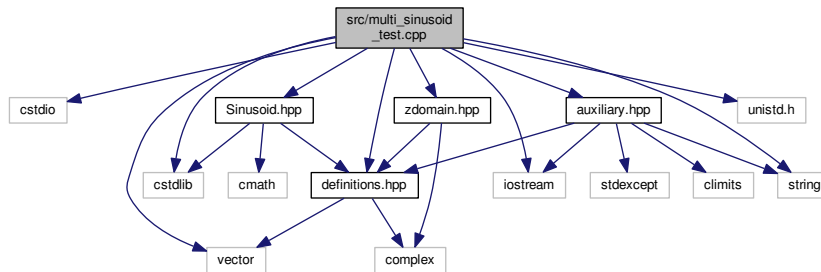 src/multi_sinusoid
_test.cpp
cstdio
Sinusoid.hpp
zdomain.hpp
auxiliary.hpp
unistd.h
cstdlib
cmath
definitions.hpp
iostream
stdexcept
climits
string
vector
complex